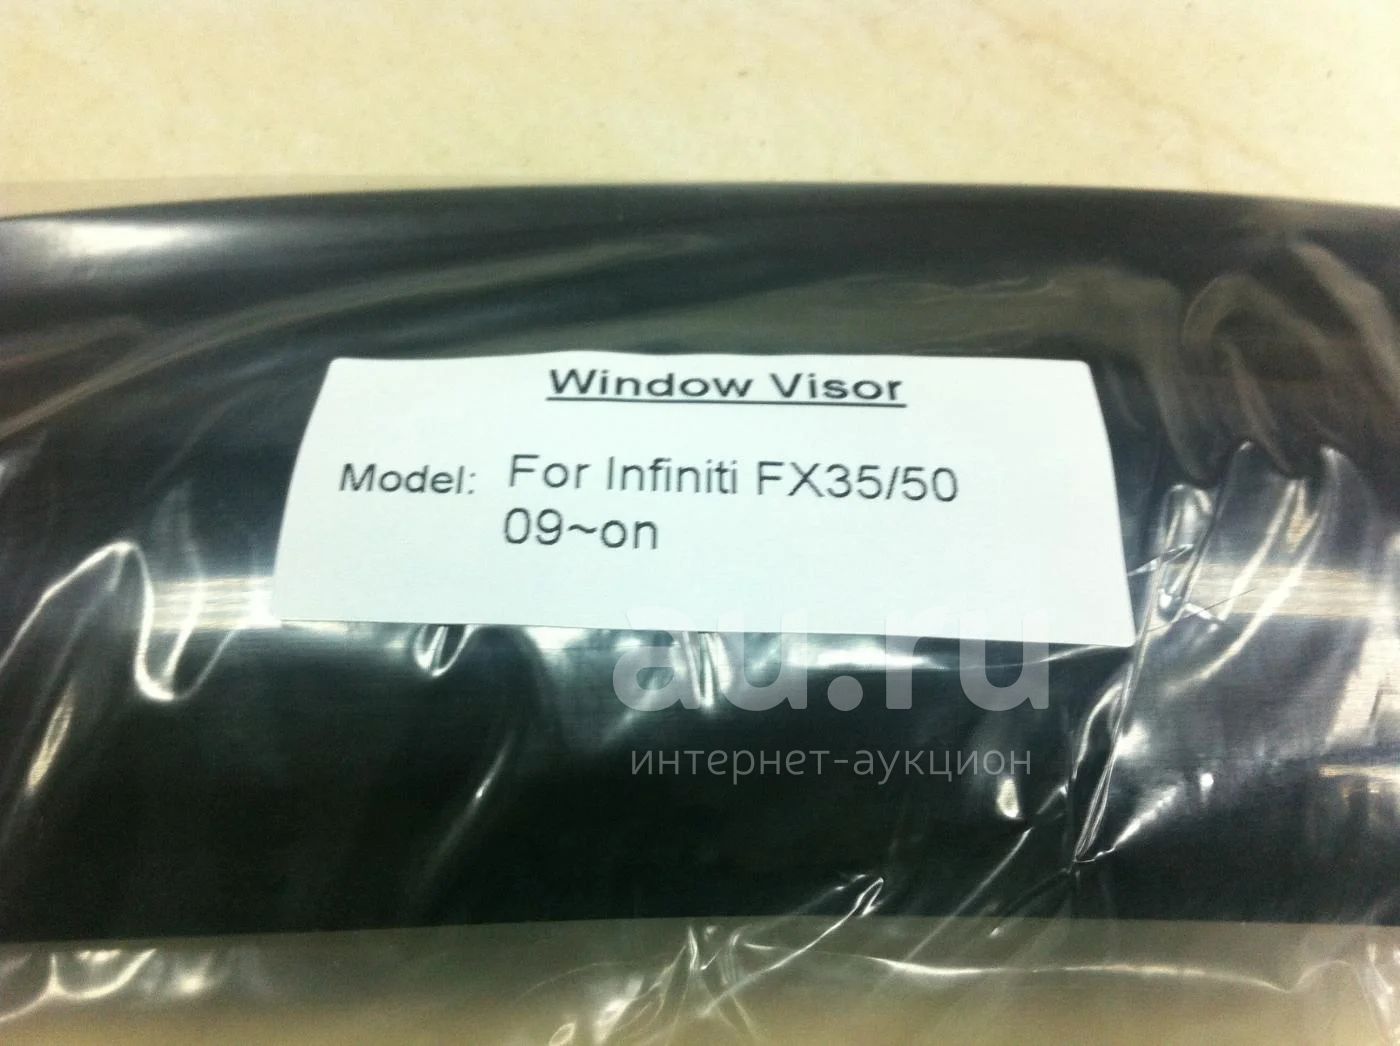 Window Visor
Model: For Infiniti FX35/50
09~on
au.ru
интернет-аукцион